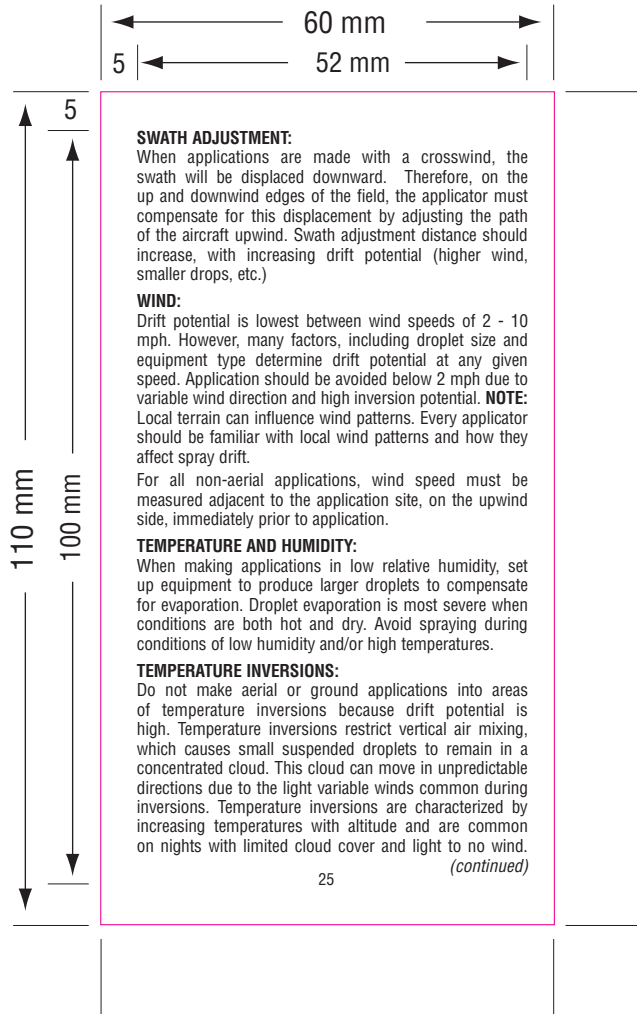 60 mm
5 52 mm
5
110 mm
100 mm
SWATH ADJUSTMENT:
When applications are made with a crosswind, the
swath will be displaced downward. Therefore, on the
up and downwind edges of the field, the applicator must
compensate for this displacement by adjusting the path
of the aircraft upwind. Swath adjustment distance should
increase, with increasing drift potential (higher wind,
smaller drops, etc.)
WIND:
Drift potential is lowest between wind speeds of 2 - 10
mph. However, many factors, including droplet size and
equipment type determine drift potential at any given
speed. Application should be avoided below 2 mph due to
variable wind direction and high inversion potential. NOTE:
Local terrain can influence wind patterns. Every applicator
should be familiar with local wind patterns and how they
affect spray drift.
For all non-aerial applications, wind speed must be
measured adjacent to the application site, on the upwind
side, immediately prior to application.
TEMPERATURE AND HUMIDITY:
When making applications in low relative humidity, set
up equipment to produce larger droplets to compensate
for evaporation. Droplet evaporation is most severe when
conditions are both hot and dry. Avoid spraying during
conditions of low humidity and/or high temperatures.
TEMPERATURE INVERSIONS:
Do not make aerial or ground applications into areas
of temperature inversions because drift potential is
high. Temperature inversions restrict vertical air mixing,
which causes small suspended droplets to remain in a
concentrated cloud. This cloud can move in unpredictable
directions due to the light variable winds common during
inversions. Temperature inversions are characterized by
increasing temperatures with altitude and are common
on nights with limited cloud cover and light to no wind.
(continued)
25